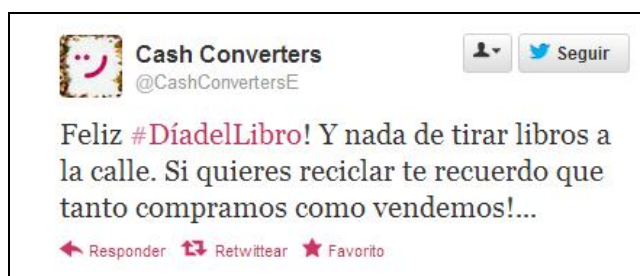 Cash Converters
@CashConvertersE
Seguir
Feliz #DíadelLibro! Y nada de tirar libros a
la calle. Si quieres reciclar te recuerdo que
tanto compramos como vendemos!...
Responder Retwittear Favorito